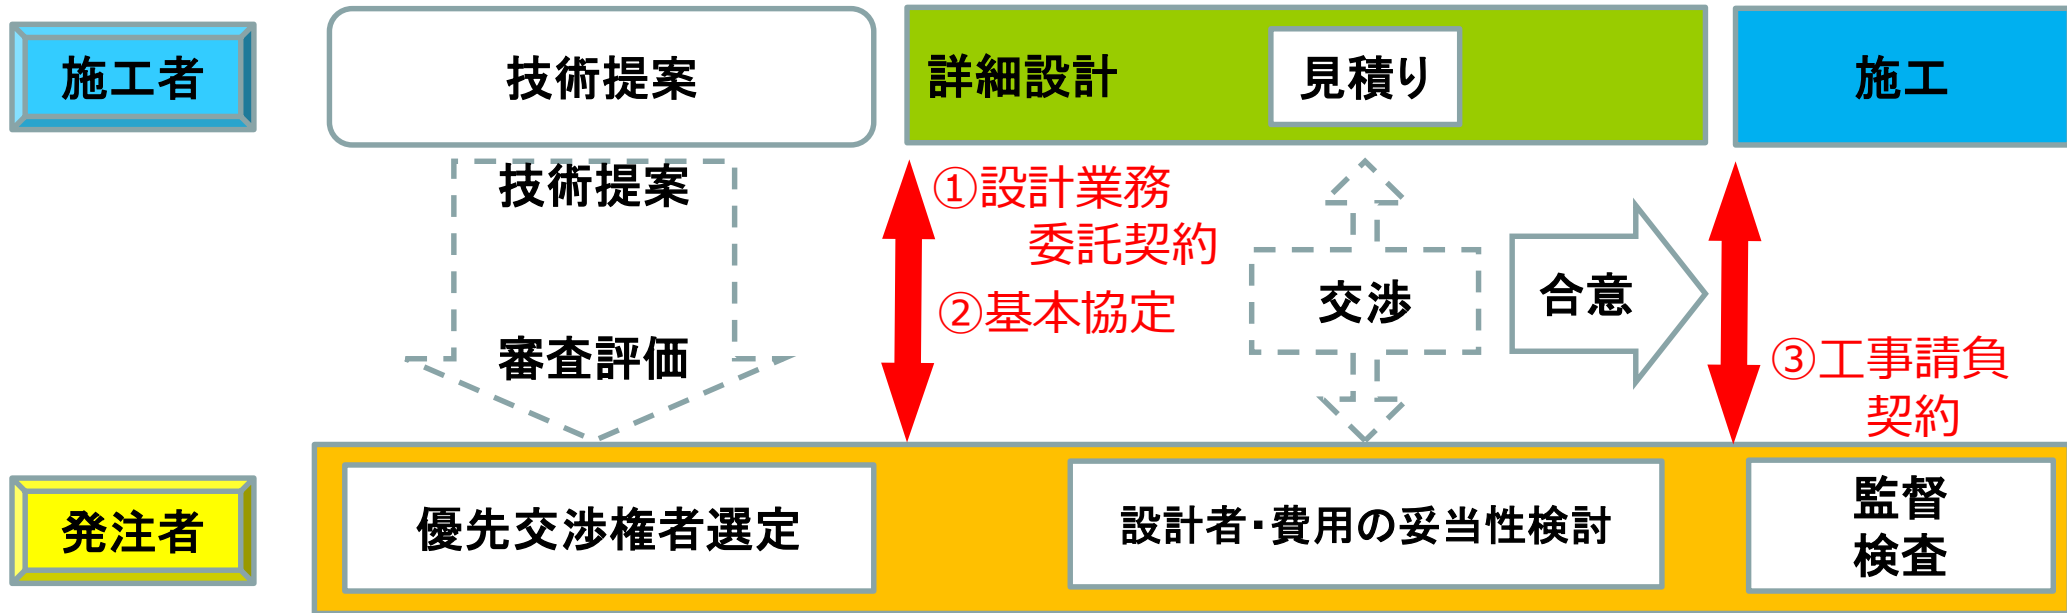 施工者
技術提案
詳細設計
見積り
施工
技術提案
審査評価
①設計業務
委託契約
②基本協定
交渉
合意
③工事請負
契約
発注者
優先交渉権者選定
設計者・費用の妥当性検討
監督
検査